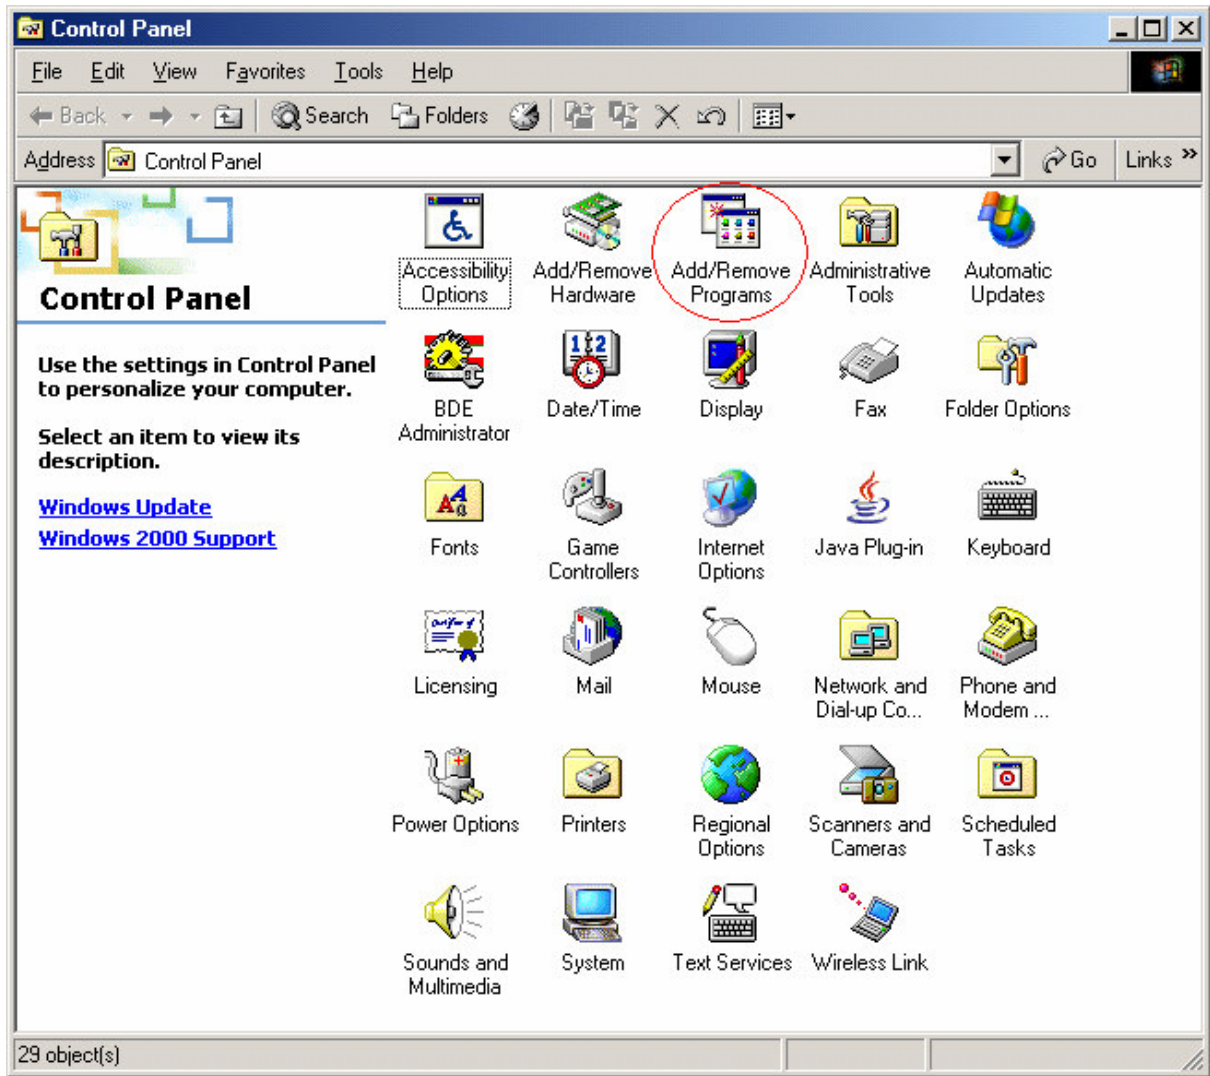 Control Panel
File Edit View Favorites Tools Help
Back Search Folders
Address Control Panel Go Links »
Control Panel
Use the settings in Control Panel
to personalize your computer.
Select an item to view its
description.
Windows Update
Windows 2000 Support
Accessibility
Options
Add/Remove
Hardware
Add/Remove
Programs
Administrative
Tools
Automatic
Updates
BDE
Administrator
Date/Time
Display
Fax
Folder Options
Fonts
Game
Controllers
Internet
Options
Java Plug-in
Keyboard
Licensing
Mail
Mouse
Network and
Dial-up Co...
Phone and
Modem ...
Power Options
Printers
Regional
Options
Scanners and
Cameras
Scheduled
Tasks
Sounds and
Multimedia
System
Text Services
Wireless Link
29 object(s)